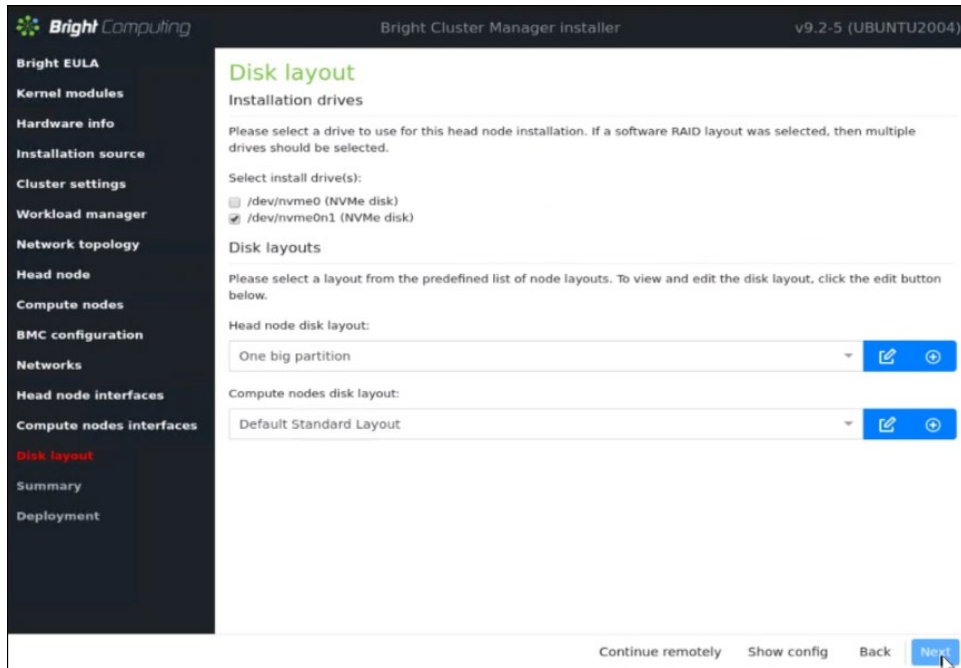 Bright Computing
Bright Cluster Manager installer
v9.2-5 (UBUNTU2004)
Bright EULA
Kernel modules
Hardware info
Installation source
Cluster settings
Workload manager
Network topology
Head node
Compute nodes
BMC configuration
Networks
Head node interfaces
Compute nodes interfaces
Disk layout
Summary
Deployment
Disk layout
Installation drives
Please select a drive to use for this head node installation. If a software RAID layout was selected, then multiple
drives should be selected.
Select install drive(s):
/dev/nvme0 (NVMe disk)
/dev/nvme0n1 (NVMe disk)
Disk layouts
Please select a layout from the predefined list of node layouts. To view and edit the disk layout, click the edit button
below.
Head node disk layout:
One big partition
Compute nodes disk layout:
Default Standard Layout
Continue remotely
Show config
Back
Next